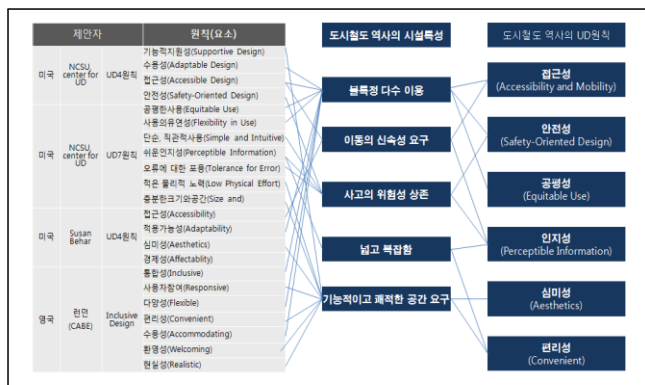 제안자 원칙(요소) 도시철도 역사의 시설특성 도시철도 역사의 UD원칙
미국 NCSU, center for UD UD4원칙
기능적지원성(Supportive Design)
수용성(Adaptable Design)
접근성(Accessible Design)
안전성(Safety-Oriented Design)
미국 NCSU, center for UD UD7원칙
공평한사용(Equitable Use)
사용의유연성(Flexibility in Use)
단순, 직관적사용(Simple and Intuitive)
쉬운인지성(Perceptible Information)
오류에 대한 포용(Tolerance for Error)
적은 물리적 노력(Low Physical Effort)
충분한크기와공간(Size and)
미국 Susan Behar UD4원칙
접근성(Accessibility)
적용가능성(Adaptability)
심미성(Aesthetics)
경제성(Affectablity)
영국 런던 (CABE) Inclusive Design
통합성(Inclusive)
사용자참여(Responsive)
다양성(Flexible)
편리성(Convenient)
수용성(Accommodating)
환영성(Welcoming)
현실성(Realistic)
불특정 다수 이용
이동의 신속성 요구
사고의 위험성 상존
넓고 복잡함
기능적이고 쾌적한 공간 요구
접근성
(Accessibility and Mobility)
안전성
(Safety-Oriented Design)
공평성
(Equitable Use)
인지성
(Perceptible Information)
심미성
(Aesthetics)
편리성
(Convenient)